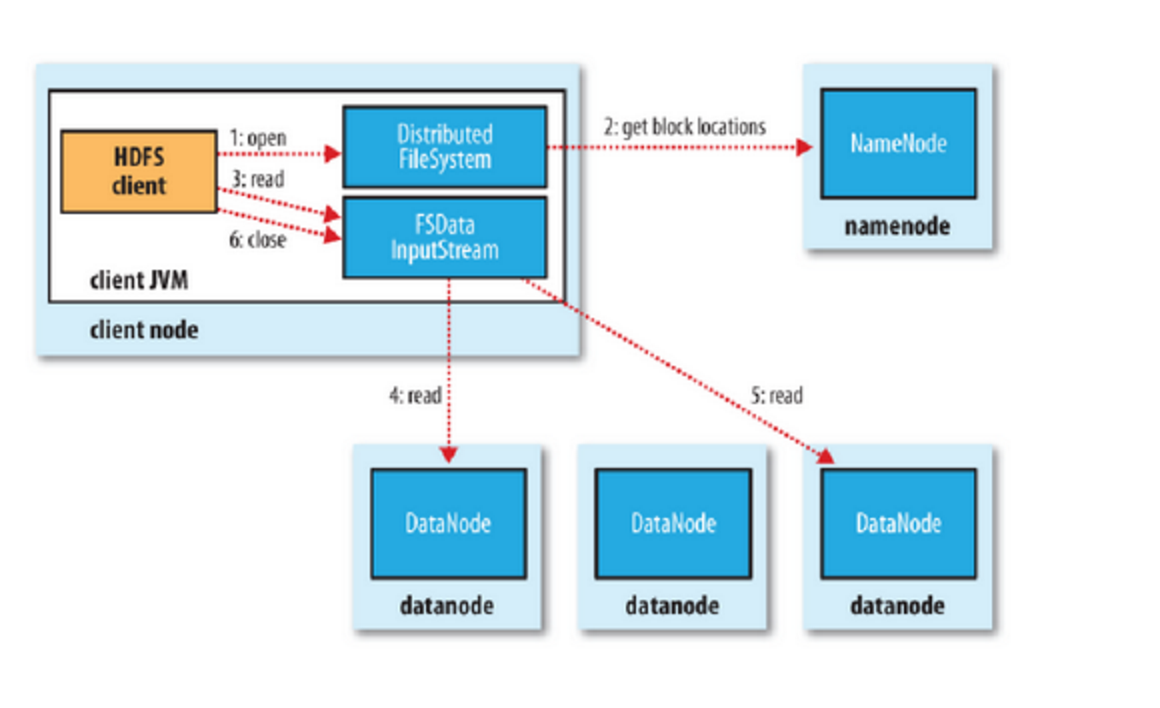 HDFS
client
1: open
3: read
6: close
Distributed
FileSystem
FSData
InputStream
client JVM
client node
2: get block locations
NameNode
namenode
4: read
5: read
DataNode
datanode
DataNode
datanode
DataNode
datanode